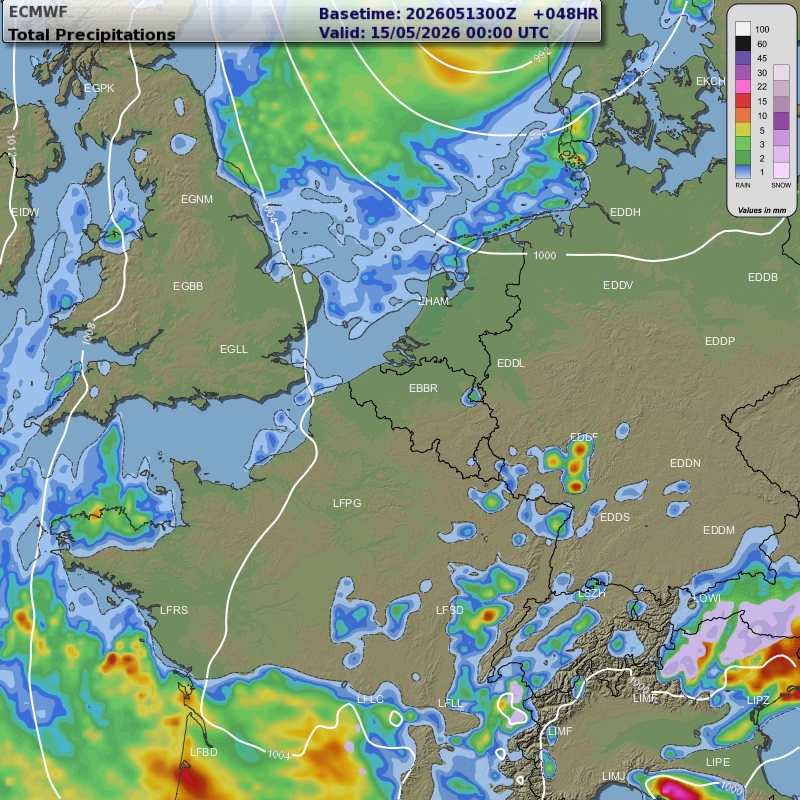 ECMWF
Total Precipitations
Basetime: 2026051300Z +048HR
Valid: 15/05/2026 00:00 UTC
100
60
45
30
22
15
10
5
3
2
1
RAIN
SNOW
Values in mm
EGPK
EKCH
EIDW
EGNM
1004
EDDH
1000
EGBB
EHAM
EDDV
EDDB
1008
EGLL
EDDP
EDDL
EBBR
EDDF
EDDN
LFPG
EDDS
EDDM
LSZH
LOWI
LFRS
LFSD
LFLC
LFLL
LIPZ
LIMF
LFBD
1004
LIPE
LIMJ
1000